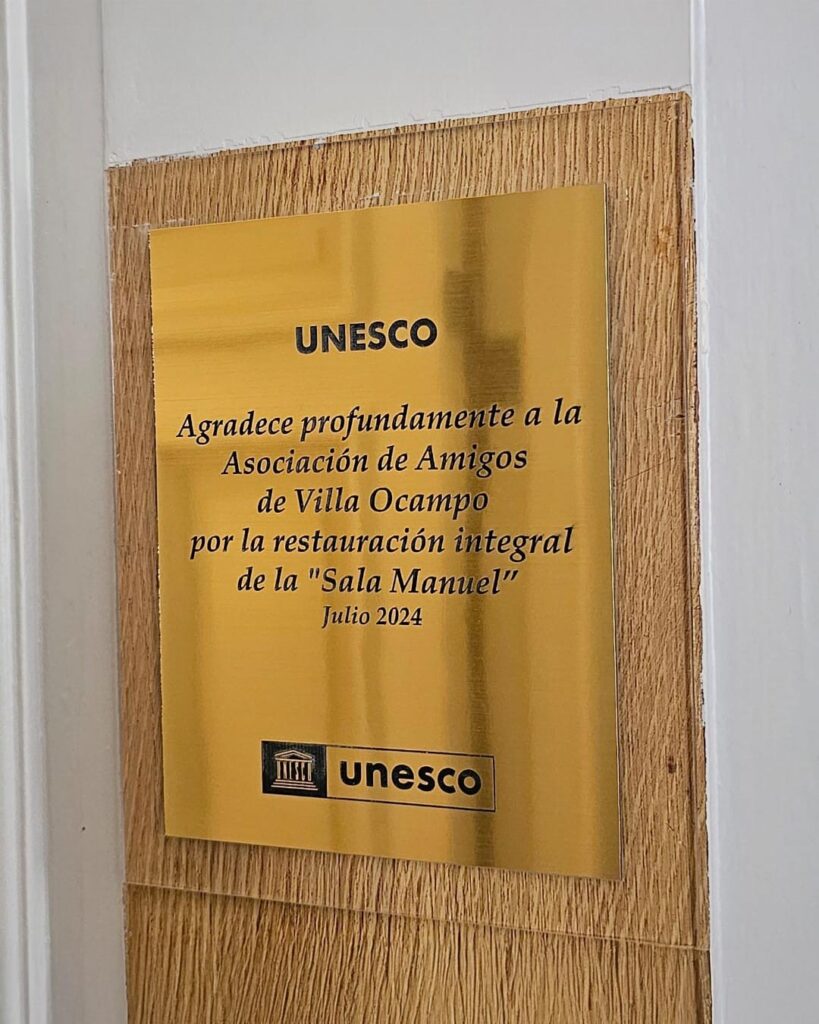 UNESCO
Agradece profundamente a la
Asociación de Amigos
de Villa Ocampo
por la restauración integral
de la "Sala Manuel”
Julio 2024
UNESCO
unesco